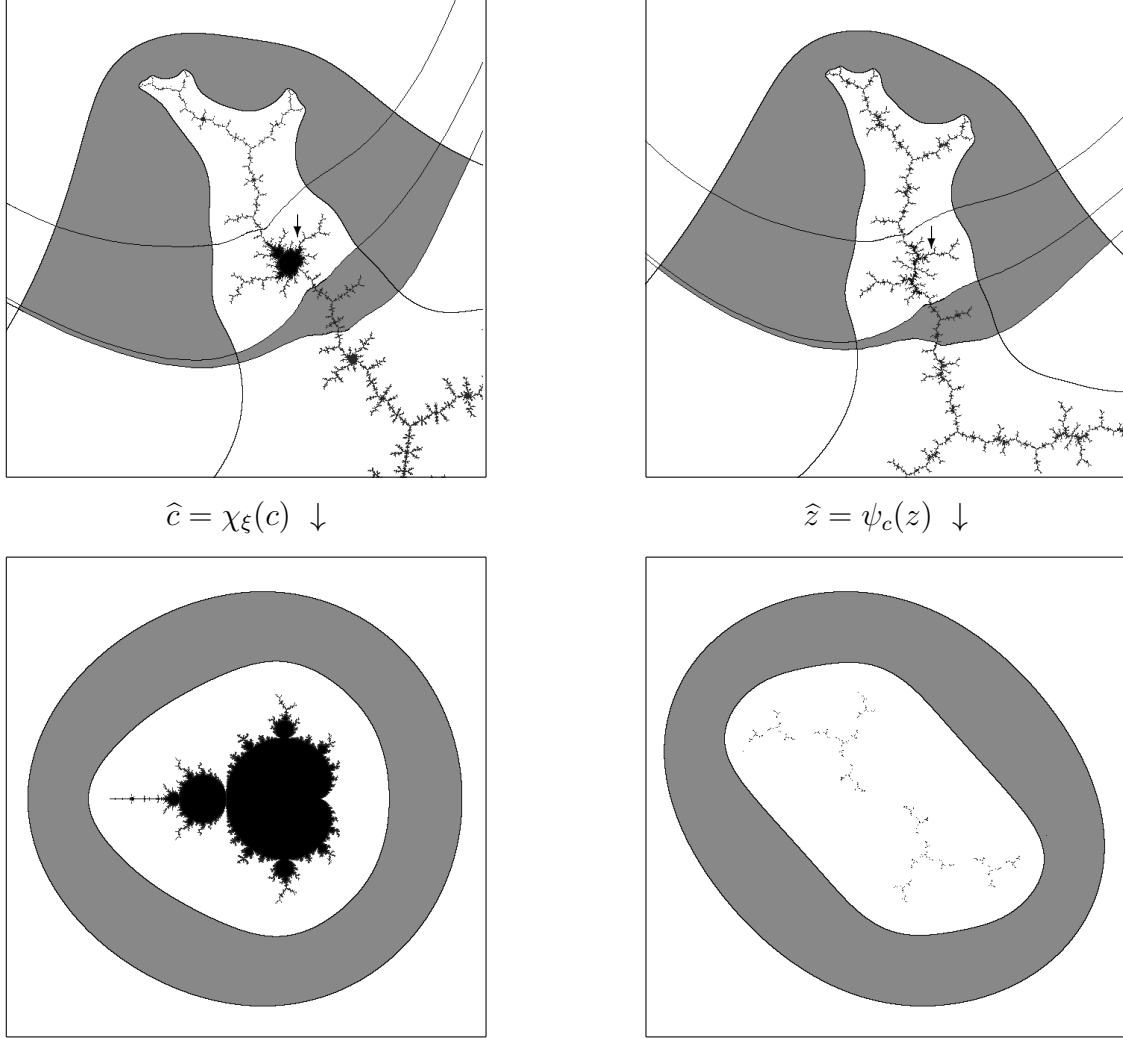 ĉ = χ_ξ(c) ↓
ẑ = ψ_c(z) ↓